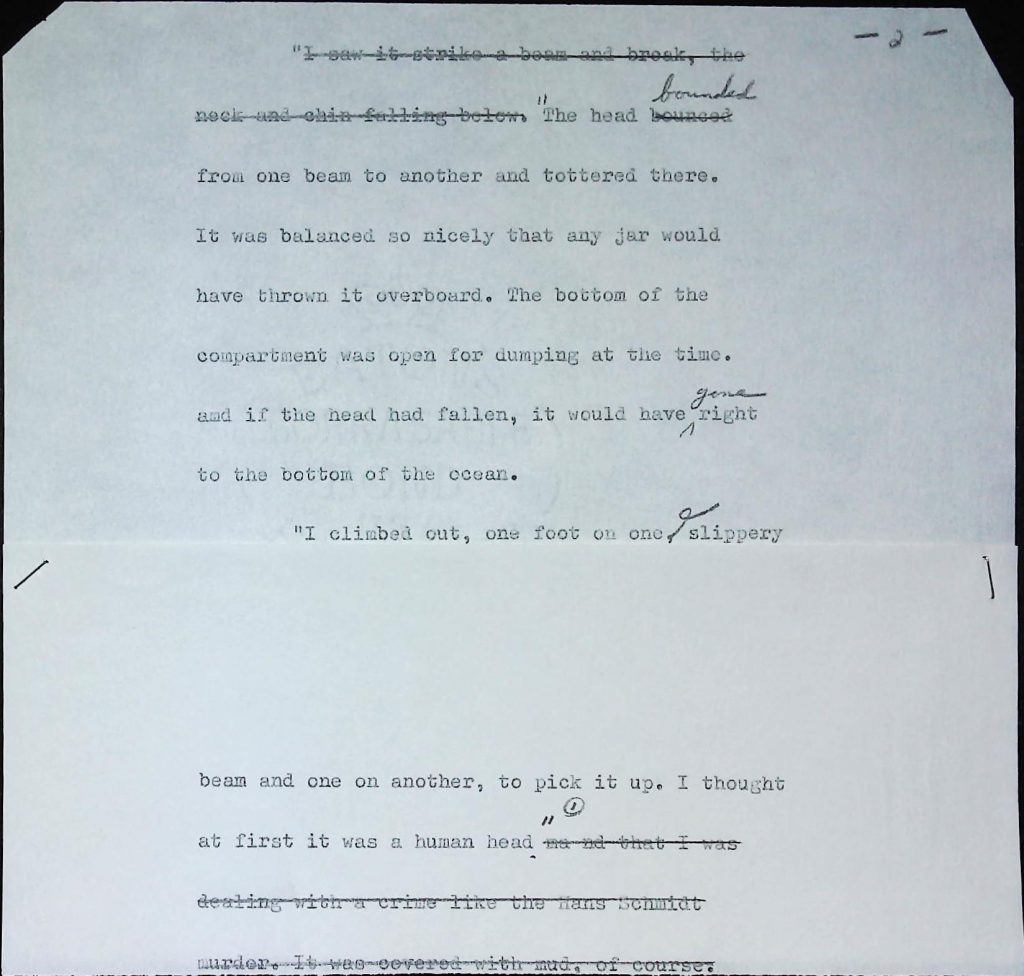 - 2 -
"I saw it strike a beam and break, the
bounded
neck and chin falling below. "The head bounced
from one beam to another and tottered there.
It was balanced so nicely that any jar would
have thrown it overboard. The bottom of the
compartment was open for dumping at the time.
gone
and if the head had fallen, it would have right
to the bottom of the ocean.
"I climbed out, one foot on one, slippery
beam and one on another, to pick it up. I thought
" 1
at first it was a human head ma nd that I was
dealing with a crime like the Hans Schmidt
murder. It was covered with mud, of course.